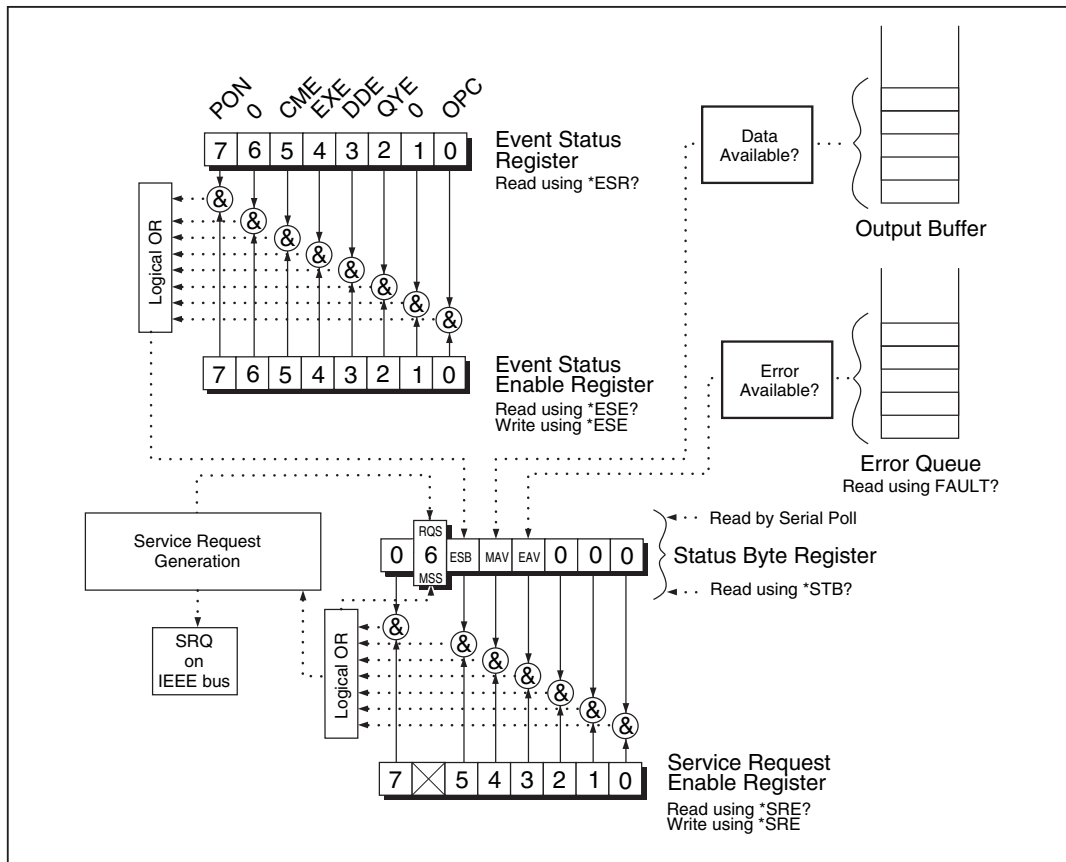 PON 0 CME EXE DDE QYE 0 OPC
7 6 5 4 3 2 1 0
Event Status
Register
Read using *ESR?
& & & & & & & &
Logical OR
7 6 5 4 3 2 1 0
Event Status
Enable Register
Read using *ESE?
Write using *ESE
Data
Available?
Output Buffer
Error
Available?
Error Queue
Read using FAULT?
Service Request
Generation
SRQ
on
IEEE bus
RQS
0 6 ESB MAV EAV 0 0 0
MSS
Read by Serial Poll
Status Byte Register
Read using *STB?
& & & & & & &
Logical OR
7 5 4 3 2 1 0
Service Request
Enable Register
Read using *SRE?
Write using *SRE